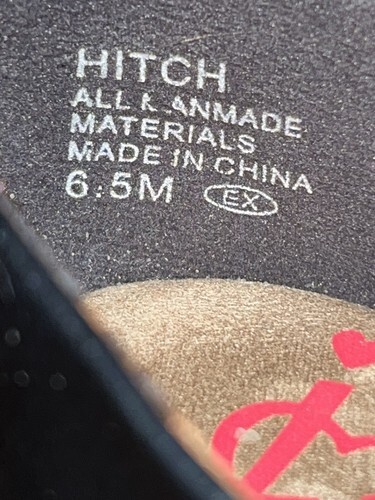 HITCH
ALL MANMADE
MATERIALS
MADE IN CHINA
6.5M EX